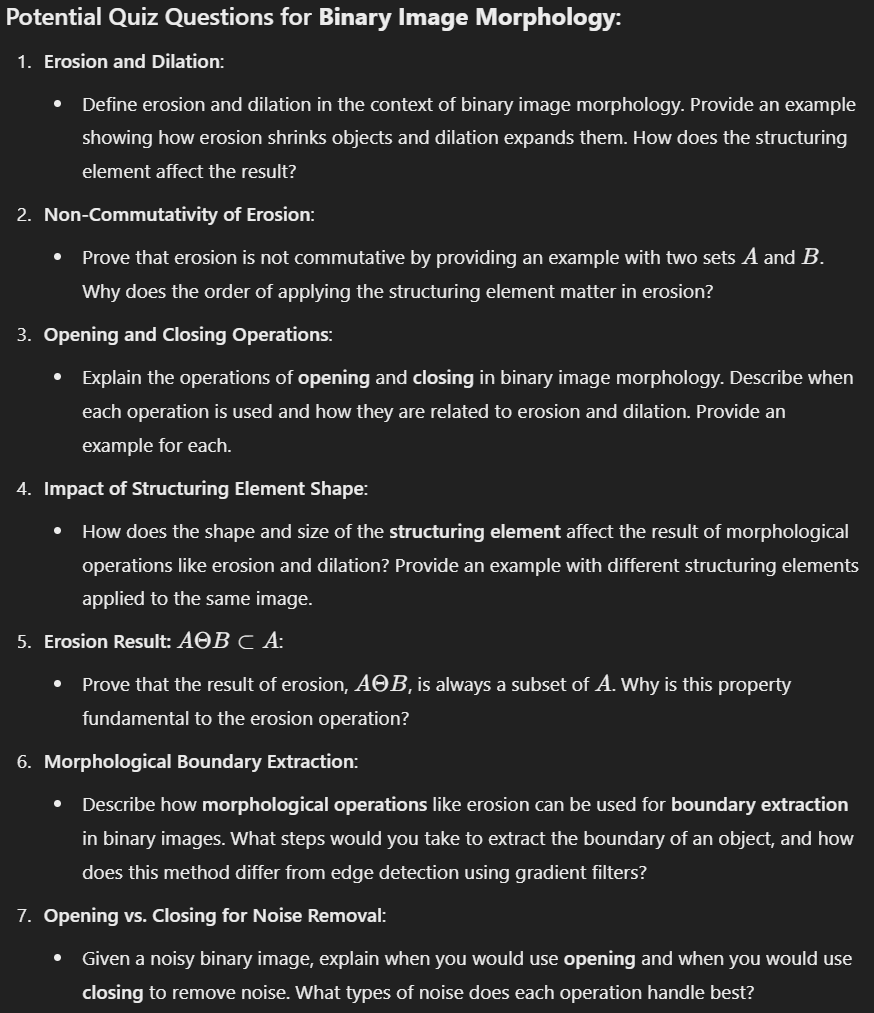 Potential Quiz Questions for Binary Image Morphology:
1. Erosion and Dilation:
• Define erosion and dilation in the context of binary image morphology. Provide an example
showing how erosion shrinks objects and dilation expands them. How does the structuring
element affect the result?
2. Non-Commutativity of Erosion:
• Prove that erosion is not commutative by providing an example with two sets A and B.
Why does the order of applying the structuring element matter in erosion?
3. Opening and Closing Operations:
• Explain the operations of opening and closing in binary image morphology. Describe when
each operation is used and how they are related to erosion and dilation. Provide an
example for each.
4. Impact of Structuring Element Shape:
• How does the shape and size of the structuring element affect the result of morphological
operations like erosion and dilation? Provide an example with different structuring elements
applied to the same image.
5. Erosion Result: AΘB ⊂ A:
• Prove that the result of erosion, AΘB, is always a subset of A. Why is this property
fundamental to the erosion operation?
6. Morphological Boundary Extraction:
• Describe how morphological operations like erosion can be used for boundary extraction
in binary images. What steps would you take to extract the boundary of an object, and how
does this method differ from edge detection using gradient filters?
7. Opening vs. Closing for Noise Removal:
• Given a noisy binary image, explain when you would use opening and when you would use
closing to remove noise. What types of noise does each operation handle best?